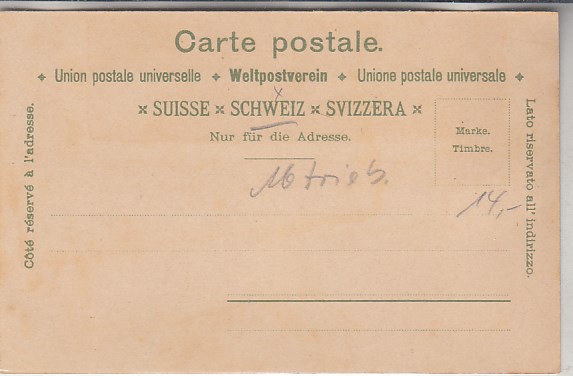 Carte postale.
Union postale universelle + Weltpostverein + Unione postale universale +
× SUISSE × SCHWEIZ × SVIZZERA ×
Nur für die Adresse.
Marke.
Timbre.
14,-
Côté réservé à l'adresse.
Lato riservato all' indirizzo.